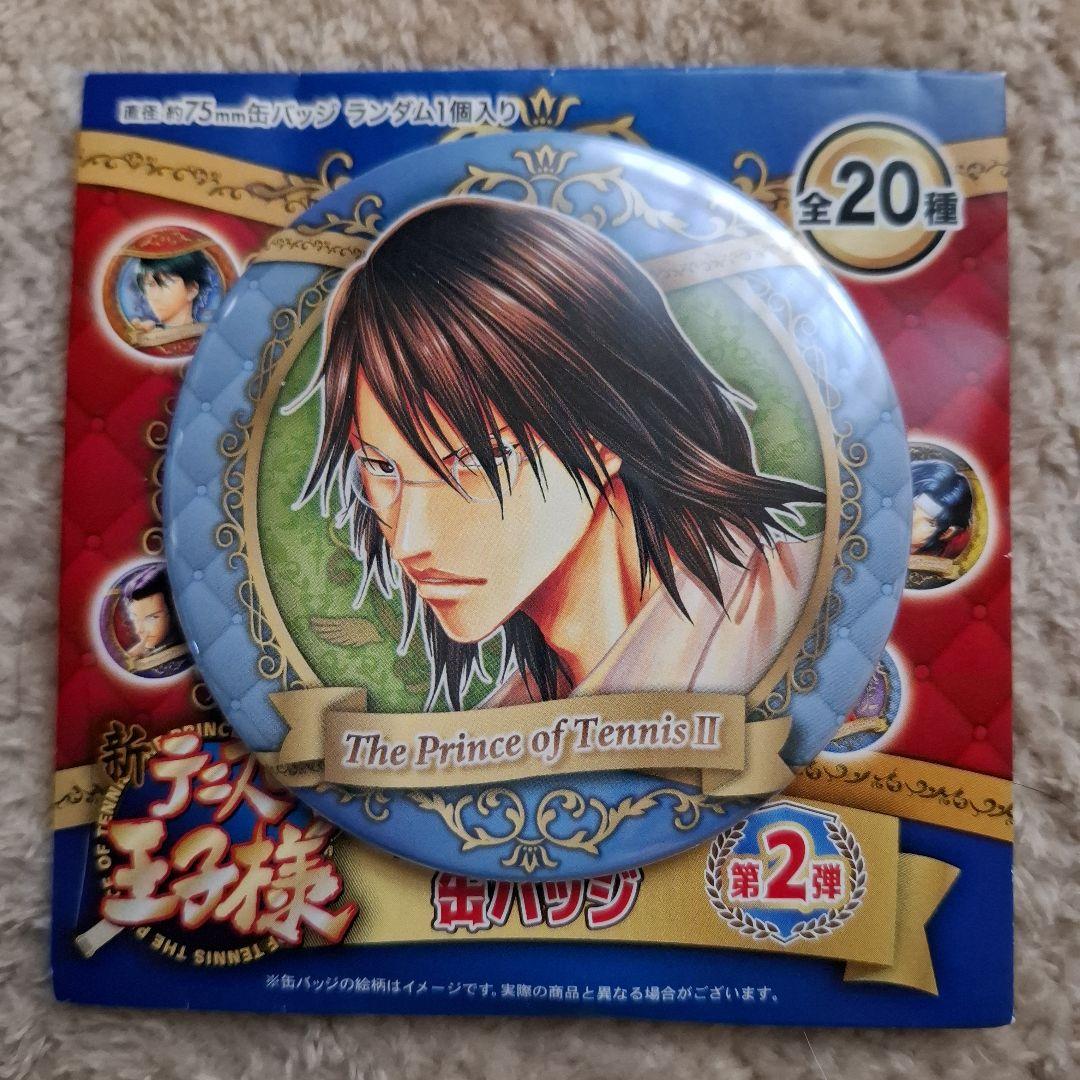 直径 約75mm缶バッジ ランダム1個入り
全20種
The Prince of Tennis II
新テニスの
王子様
缶バッジ
第2弾
※缶バッジの絵柄はイメージです。実際の商品と異なる場合がございます。